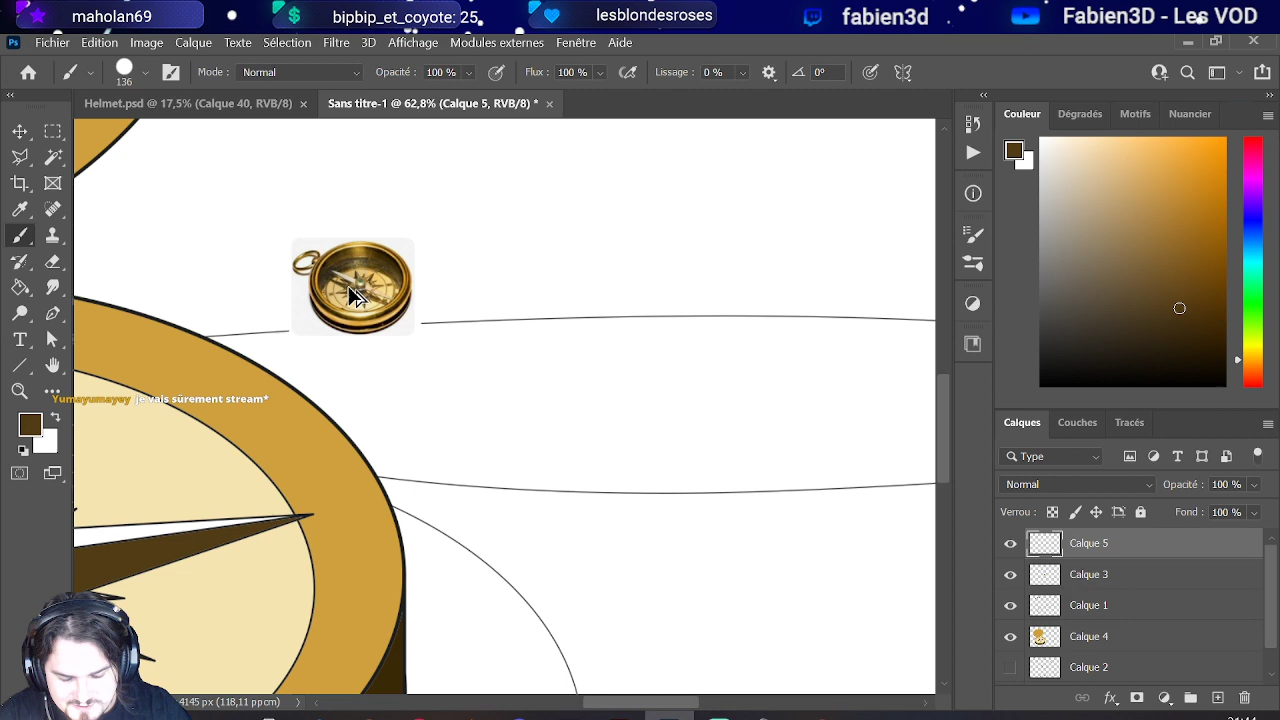 maholan69
bipbip_et_coyote: 25
lesblondesroses
fabien3d
Fabien3D - Les VOD
Ps Fichier Edition Image Calque Texte Sélection Filtre 3D Affichage Modules externes Fenêtre Aide
136 Mode : Normal Opacité : 100 % Flux : 100 % Lissage : 0 % 0°
Helmet.psd @ 17,5% (Calque 40, RVB/8) × Sans titre-1 @ 62,8% (Calque 5, RVB/8) * ×
Couleur Dégradés Motifs Nuancier
Yumayumayey je vais sûrement stream*
Calques Couches Tracés
Type
Normal Opacité : 100 %
Verrou : Fond : 100 %
Calque 5
Calque 3
Calque 1
Calque 4
Calque 2
4145 px (118,11 ppcm)